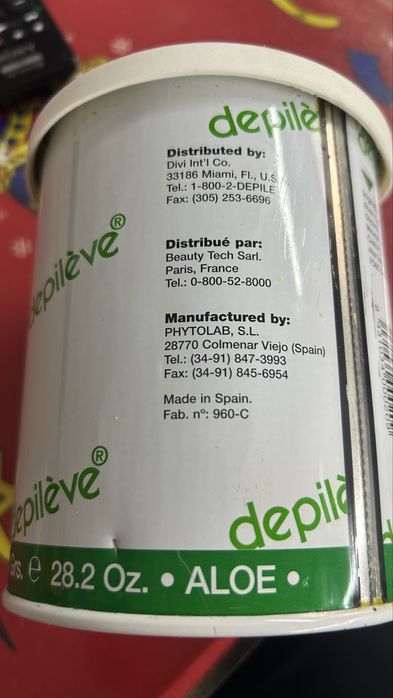 depilè
Distributed by:
Divi Int'l Co.
33186 Miami, Fl., U.S.
Tel.: 1-800-2-DEPILE
Fax: (305) 253-6696
depilève®
Distribué par:
Beauty Tech Sarl.
Paris, France
Tel.: 0-800-52-8000
Manufactured by:
PHYTOLAB, S.L.
28770 Colmenar Viejo (Spain)
Tel.: (34-91) 847-3993
Fax: (34-91) 845-6954
Made in Spain.
Fab. nº: 960-C
depilève®
depilè
Grs. e 28.2 Oz. • ALOE •